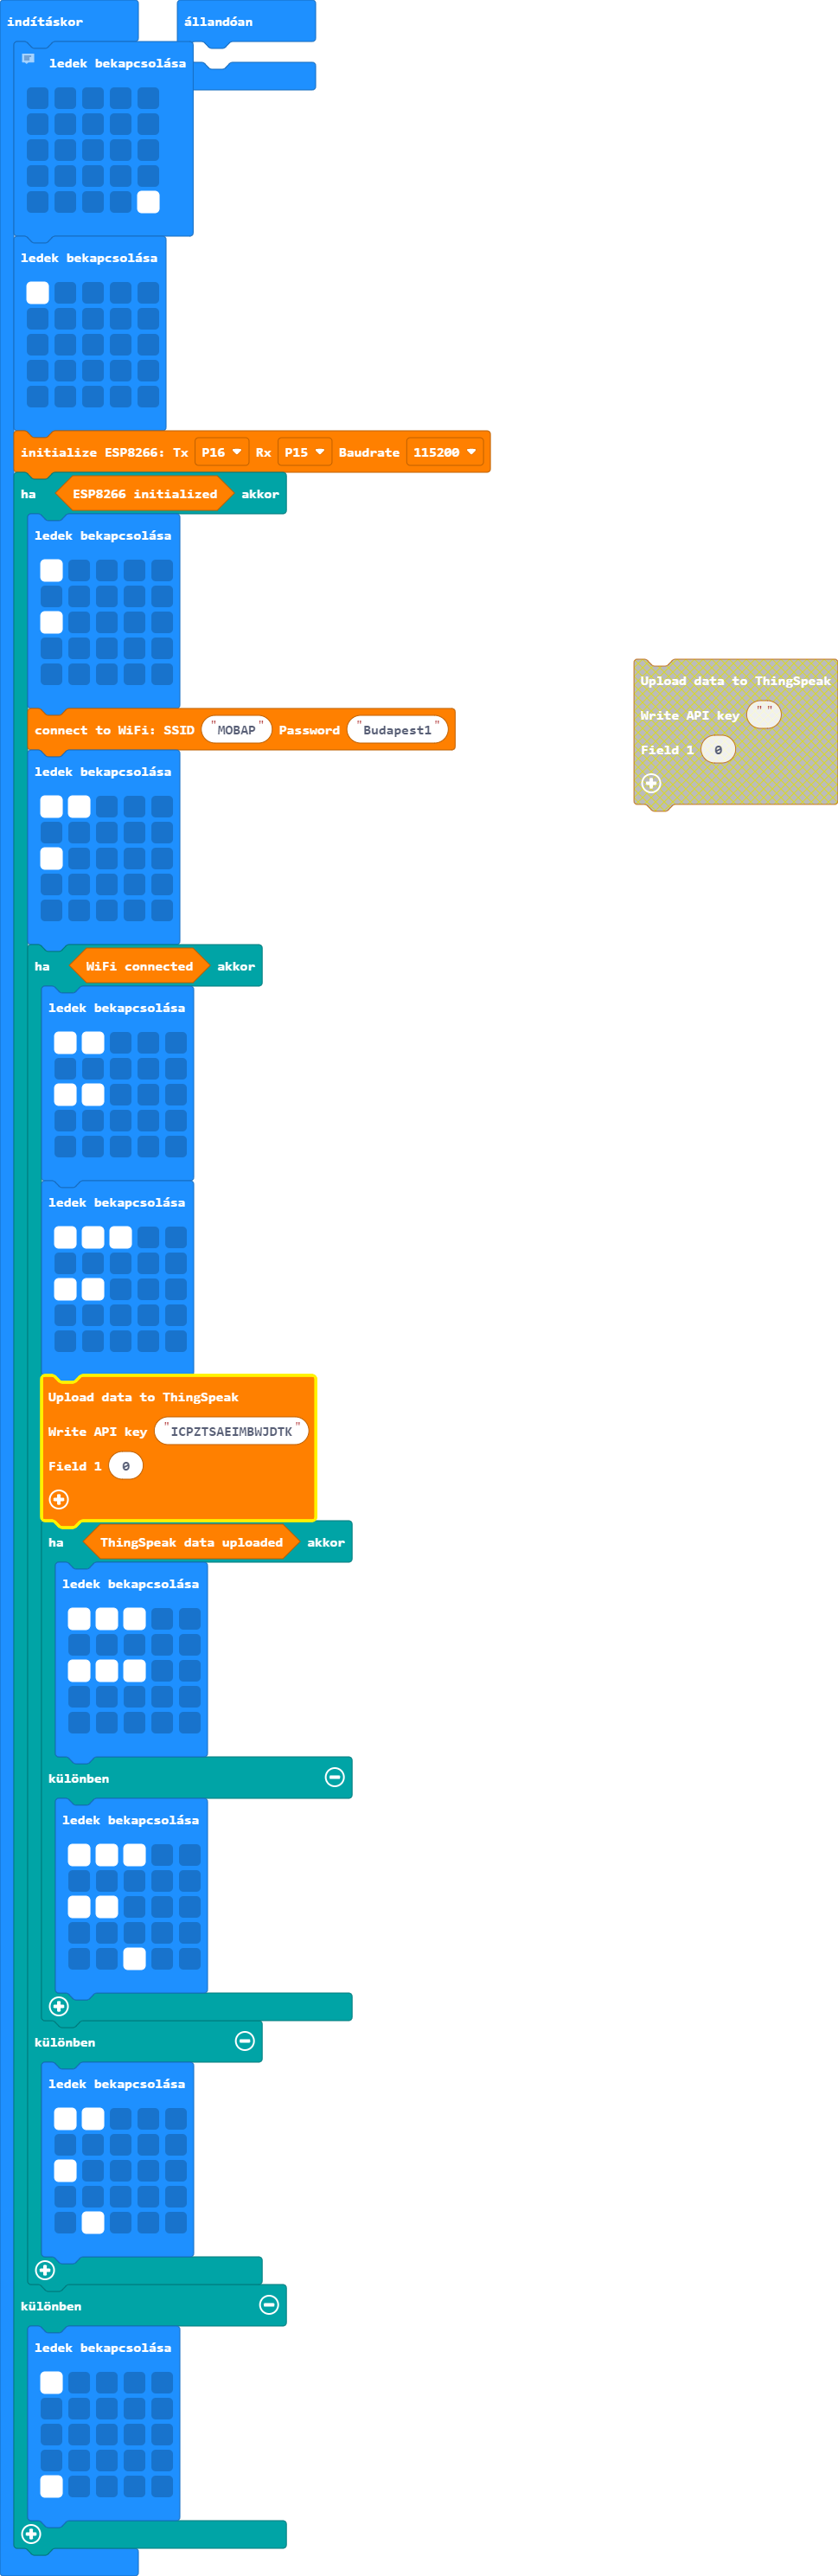 indításkor
állandóan
ledek bekapcsolása
ledek bekapcsolása
initialize ESP8266: Tx P16 Rx P15 Baudrate 115200
ha ESP8266 initialized akkor
ledek bekapcsolása
Upload data to ThingSpeak
Write API key " "
Field 1 0
connect to WiFi: SSID "MOBAP" Password "Budapest1"
ledek bekapcsolása
ha WiFi connected akkor
ledek bekapcsolása
ledek bekapcsolása
Upload data to ThingSpeak
Write API key "ICPZTSAEIMBWJDTK"
Field 1 0
ha ThingSpeak data uploaded akkor
ledek bekapcsolása
különben
ledek bekapcsolása
különben
ledek bekapcsolása
különben
ledek bekapcsolása